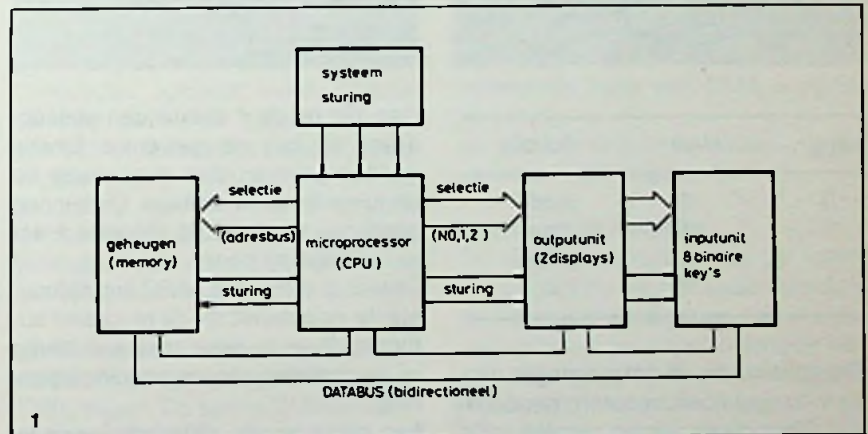 systeem
sturing
selectie
selectie
geheugen
(memory)
(adresbus)
microprocessor
(CPU)
(N0,1,2)
outputunit
(2displays)
inputunit
8 binaire
key's
sturing
sturing
DATABUS (bidirectioneel)
1